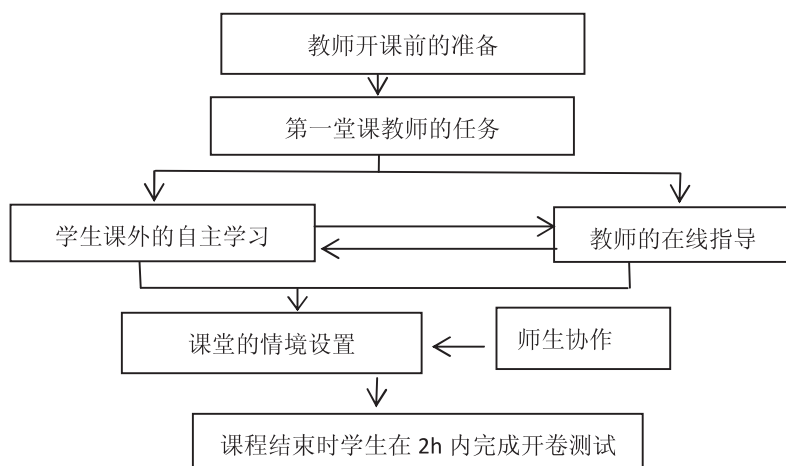 教师开课前的准备
第一堂课教师的任务
学生课外的自主学习
教师的在线指导
课堂的情境设置
师生协作
课程结束时学生在 2h 内完成开卷测试